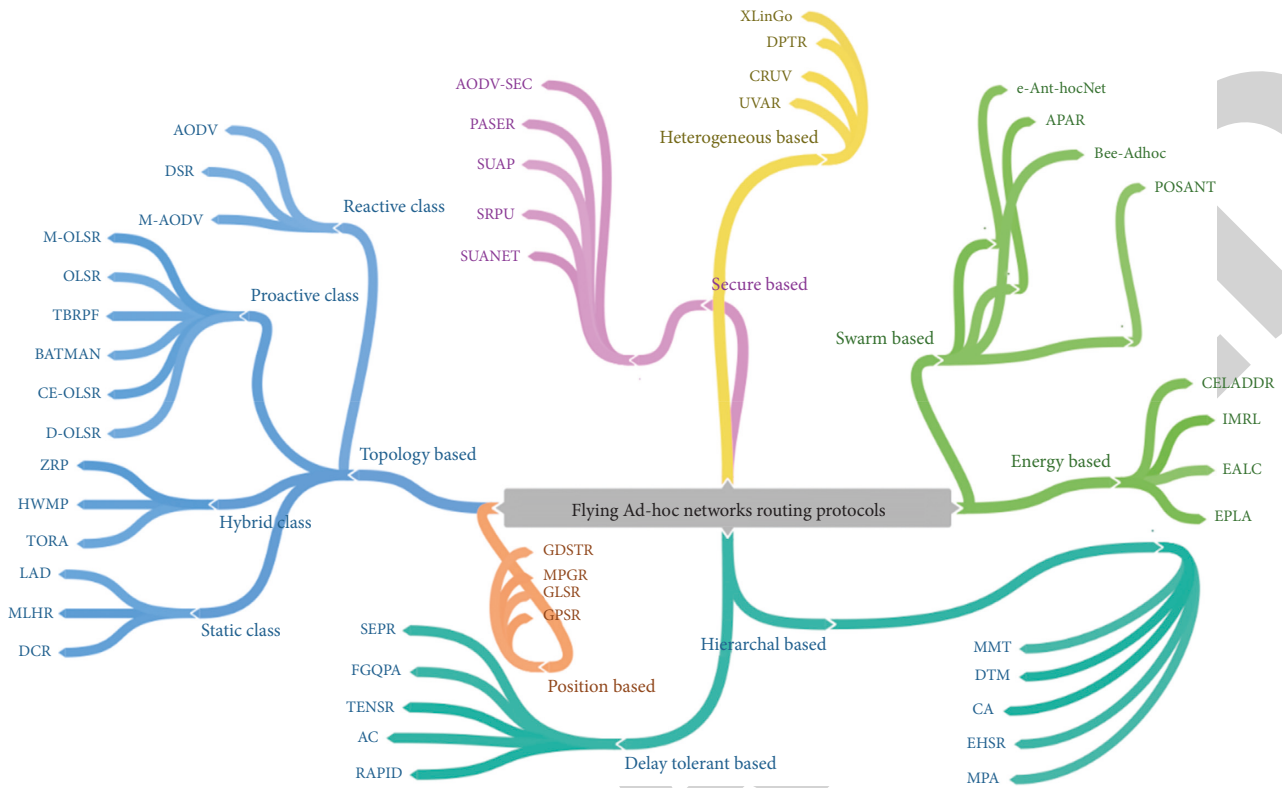 XLinGo
DPTR
CRUV
UVAR
Heterogeneous based
AODV-SEC
PASER
SUAP
SRPU
SUANET
Secure based
e-Ant-hocNet
APAR
Bee-Adhoc
POSANT
Swarm based
AODV
DSR
M-AODV
Reactive class
M-OLSR
OLSR
TBRPF
BATMAN
CE-OLSR
D-OLSR
Proactive class
ZRP
HWMP
TORA
Hybrid class
LAD
MLHR
DCR
Static class
Topology based
Flying Ad-hoc networks routing protocols
CELADDR
IMRL
EALC
EPLA
Energy based
GDSTR
MPGR
GLSR
GPSR
Position based
SEPR
FGQPA
TENSR
AC
RAPID
Delay tolerant based
Hierarchal based
MMT
DTM
CA
EHSR
MPA